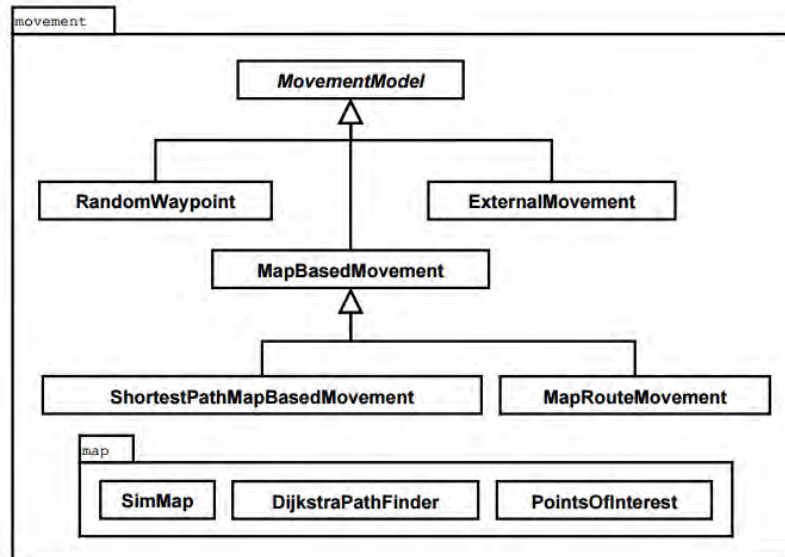 movement
MovementModel
RandomWaypoint
ExternalMovement
MapBasedMovement
ShortestPathMapBasedMovement
MapRouteMovement
map
SimMap
DijkstraPathFinder
PointsOfInterest